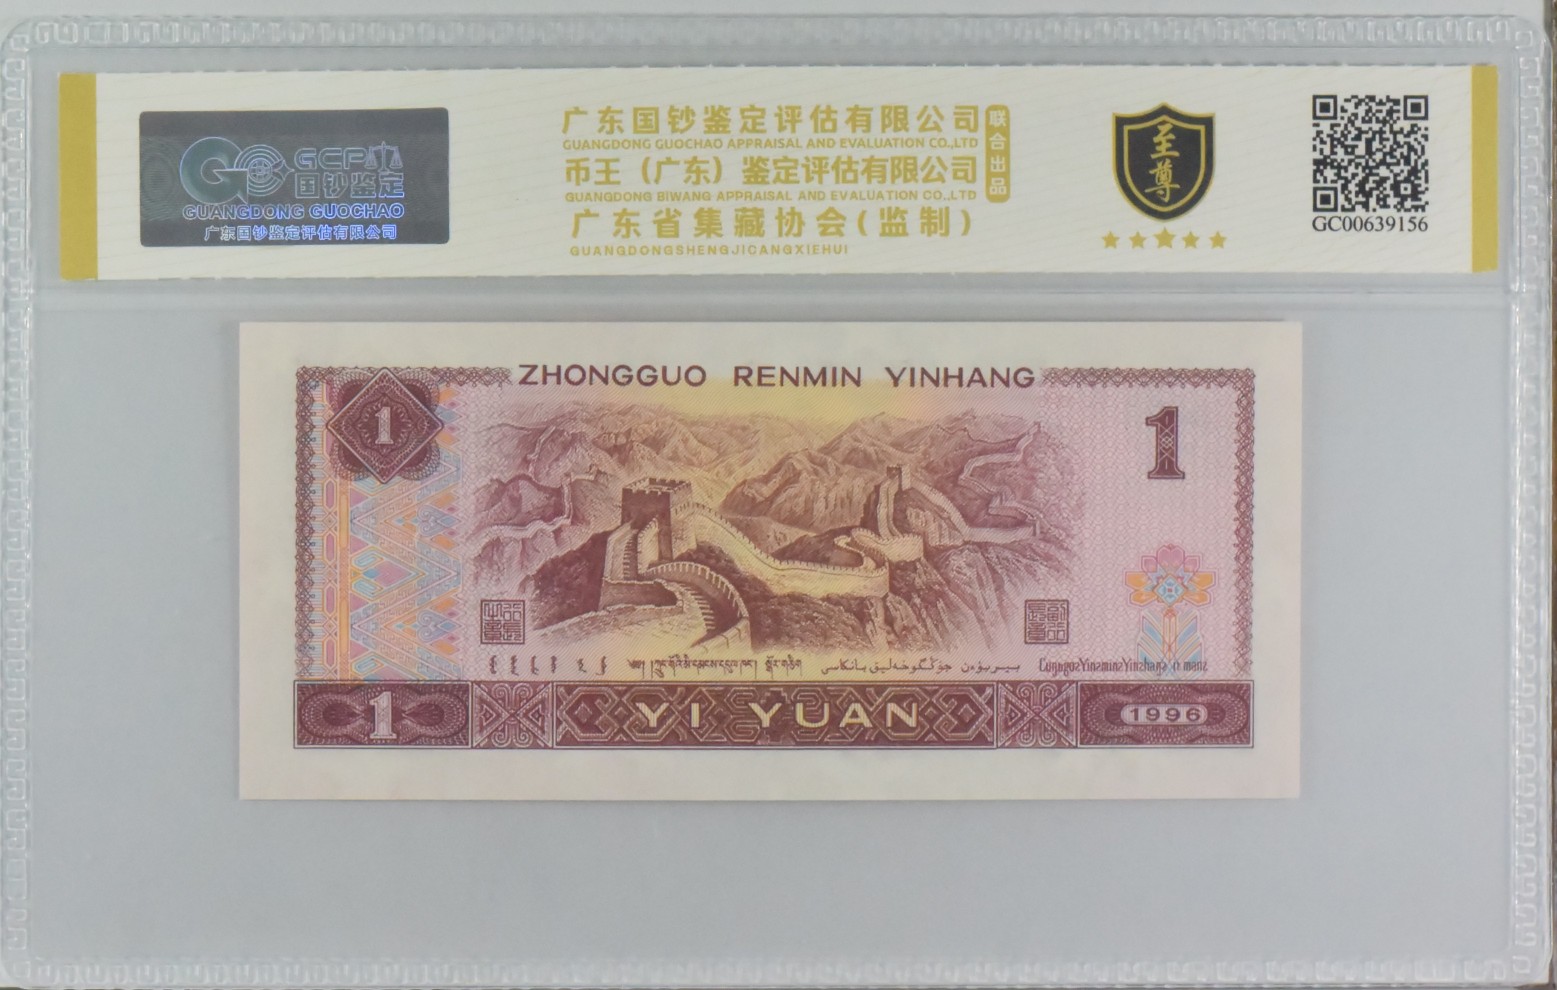 GCP
国钞鉴定
GUANGDONG GUOCHAO
广东国钞鉴定评估有限公司
广东国钞鉴定评估有限公司
GUANGDONG GUOCHAO APPRAISAL AND EVALUATION CO.,LTD
币王（广东）鉴定评估有限公司
GUANGDONG BIWANG APPRAISAL AND EVALUATION CO.,LTD
广东省集藏协会(监制)
GUANGDONGSHENGJICANGXIEHUI
联合出品
至尊
GC00639156
ZHONGGUO RENMIN YINHANG
1
1
1
YI YUAN
1996